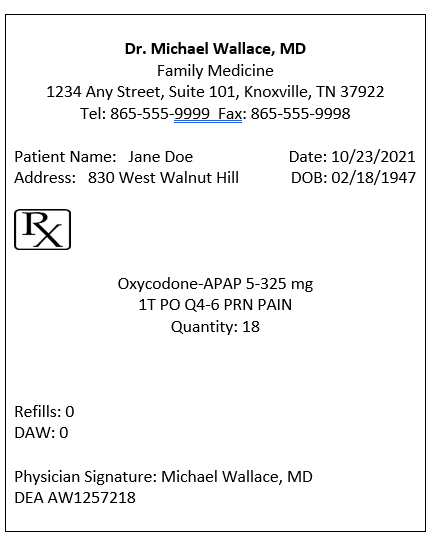 Dr. Michael Wallace, MD
Family Medicine
1234 Any Street, Suite 101, Knoxville, TN 37922
Tel: 865-555-9999  Fax: 865-555-9998
Patient Name:   Jane Doe Date: 10/23/2021
Address:   830 West Walnut Hill DOB: 02/18/1947
Rx
Oxycodone-APAP 5-325 mg
1T PO Q4-6 PRN PAIN
Quantity: 18
Refills: 0
DAW: 0
Physician Signature: Michael Wallace, MD
DEA AW1257218